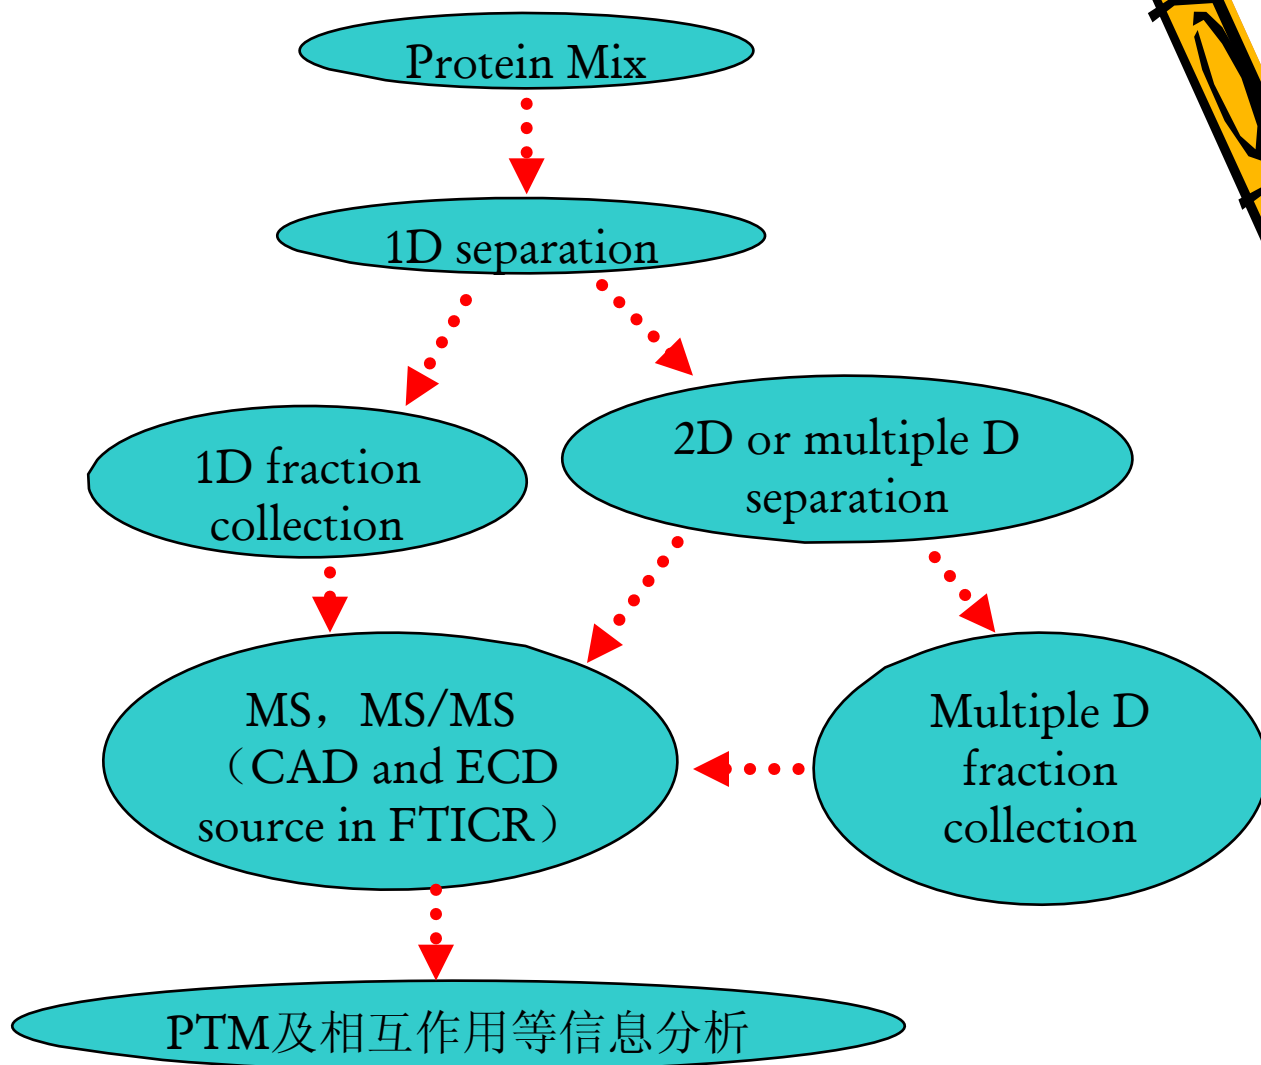 Protein Mix
1D separation
1D fraction
collection
2D or multiple D
separation
MS，MS/MS
（CAD and ECD
source in FTICR）
Multiple D
fraction
collection
PTM及相互作用等信息分析